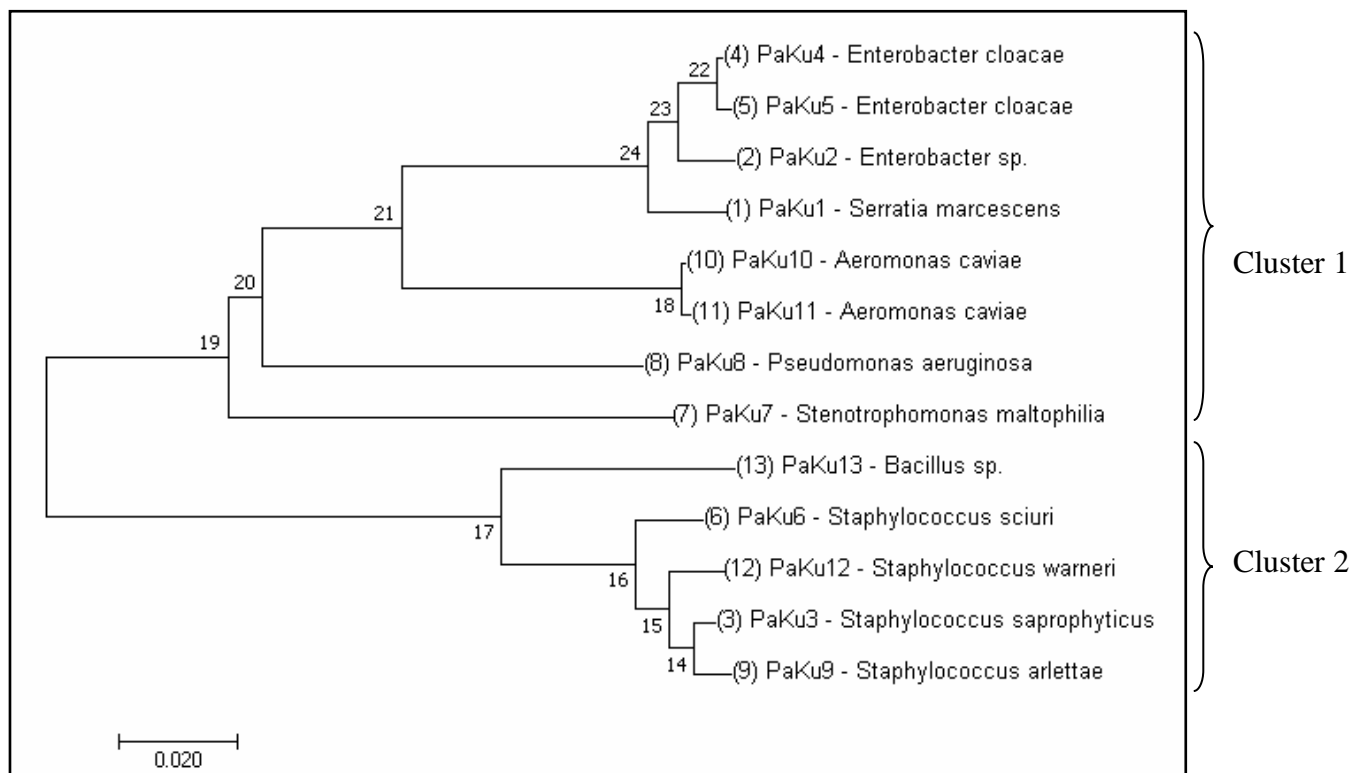 22
(4) PaKu4 - Enterobacter cloacae
23
(5) PaKu5 - Enterobacter cloacae
24
(2) PaKu2 - Enterobacter sp.
21
(1) PaKu1 - Serratia marcescens
(10) PaKu10 - Aeromonas caviae
Cluster 1
20
18
(11) PaKu11 - Aeromonas caviae
19
(8) PaKu8 - Pseudomonas aeruginosa
(7) PaKu7 - Stenotrophomonas maltophilia
(13) PaKu13 - Bacillus sp.
17
(6) PaKu6 - Staphylococcus sciuri
Cluster 2
16
(12) PaKu12 - Staphylococcus warneri
15
(3) PaKu3 - Staphylococcus saprophyticus
14
(9) PaKu9 - Staphylococcus arlettae
0.020